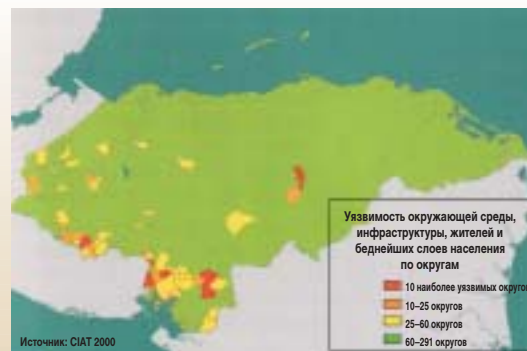 Уязвимость окружающей среды,
инфраструктуры, жителей и
беднейших слоев населения
по округам
10 наиболее уязвимых округов
10–25 округов
25–60 округов
60–291 округов
Источник: CIAT 2000